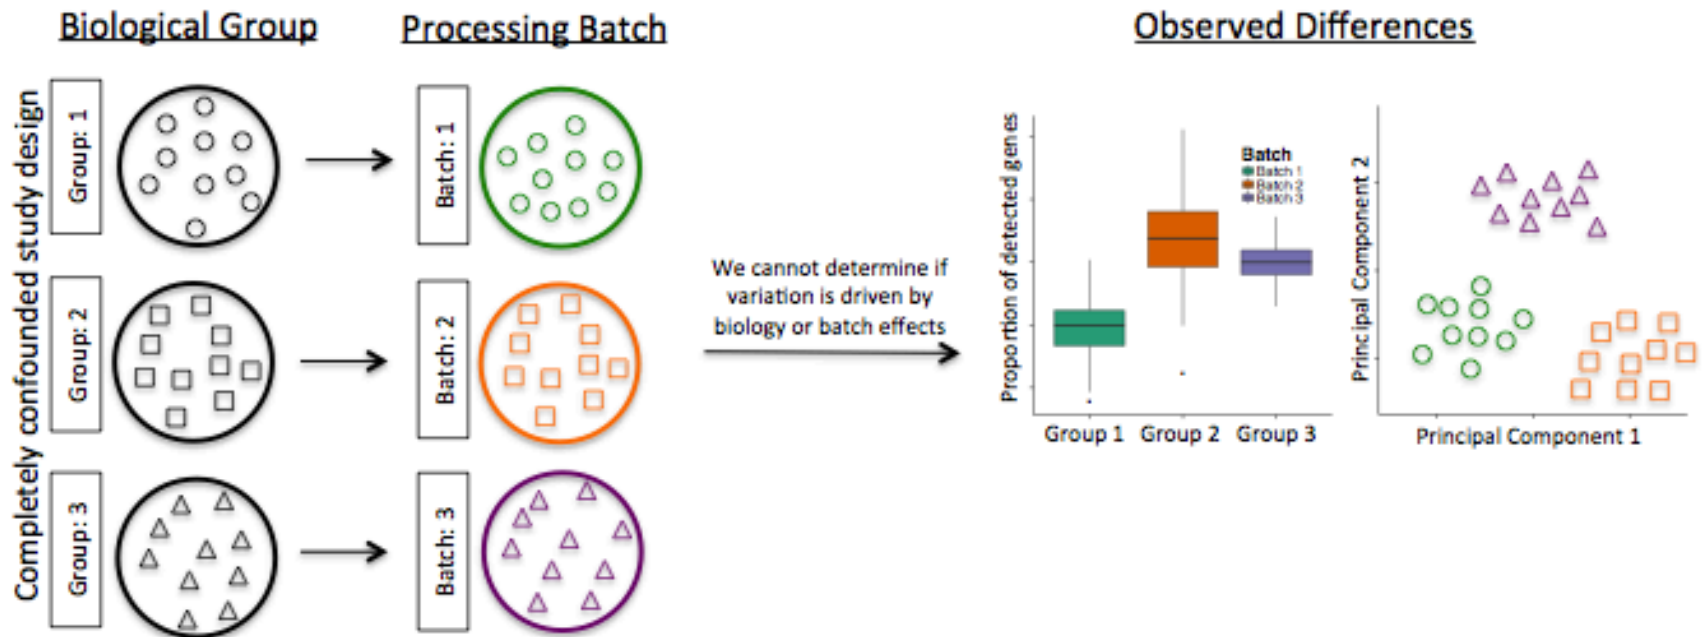 Biological Group
Processing Batch
Observed Differences
Completely confounded study design
Group: 1
Batch: 1
Group: 2
Batch: 2
Group: 3
Batch: 3
We cannot determine if
variation is driven by
biology or batch effects
Proportion of detected genes
Batch
Batch 1
Batch 2
Batch 3
Group 1
Group 2
Group 3
Principal Component 2
Principal Component 1